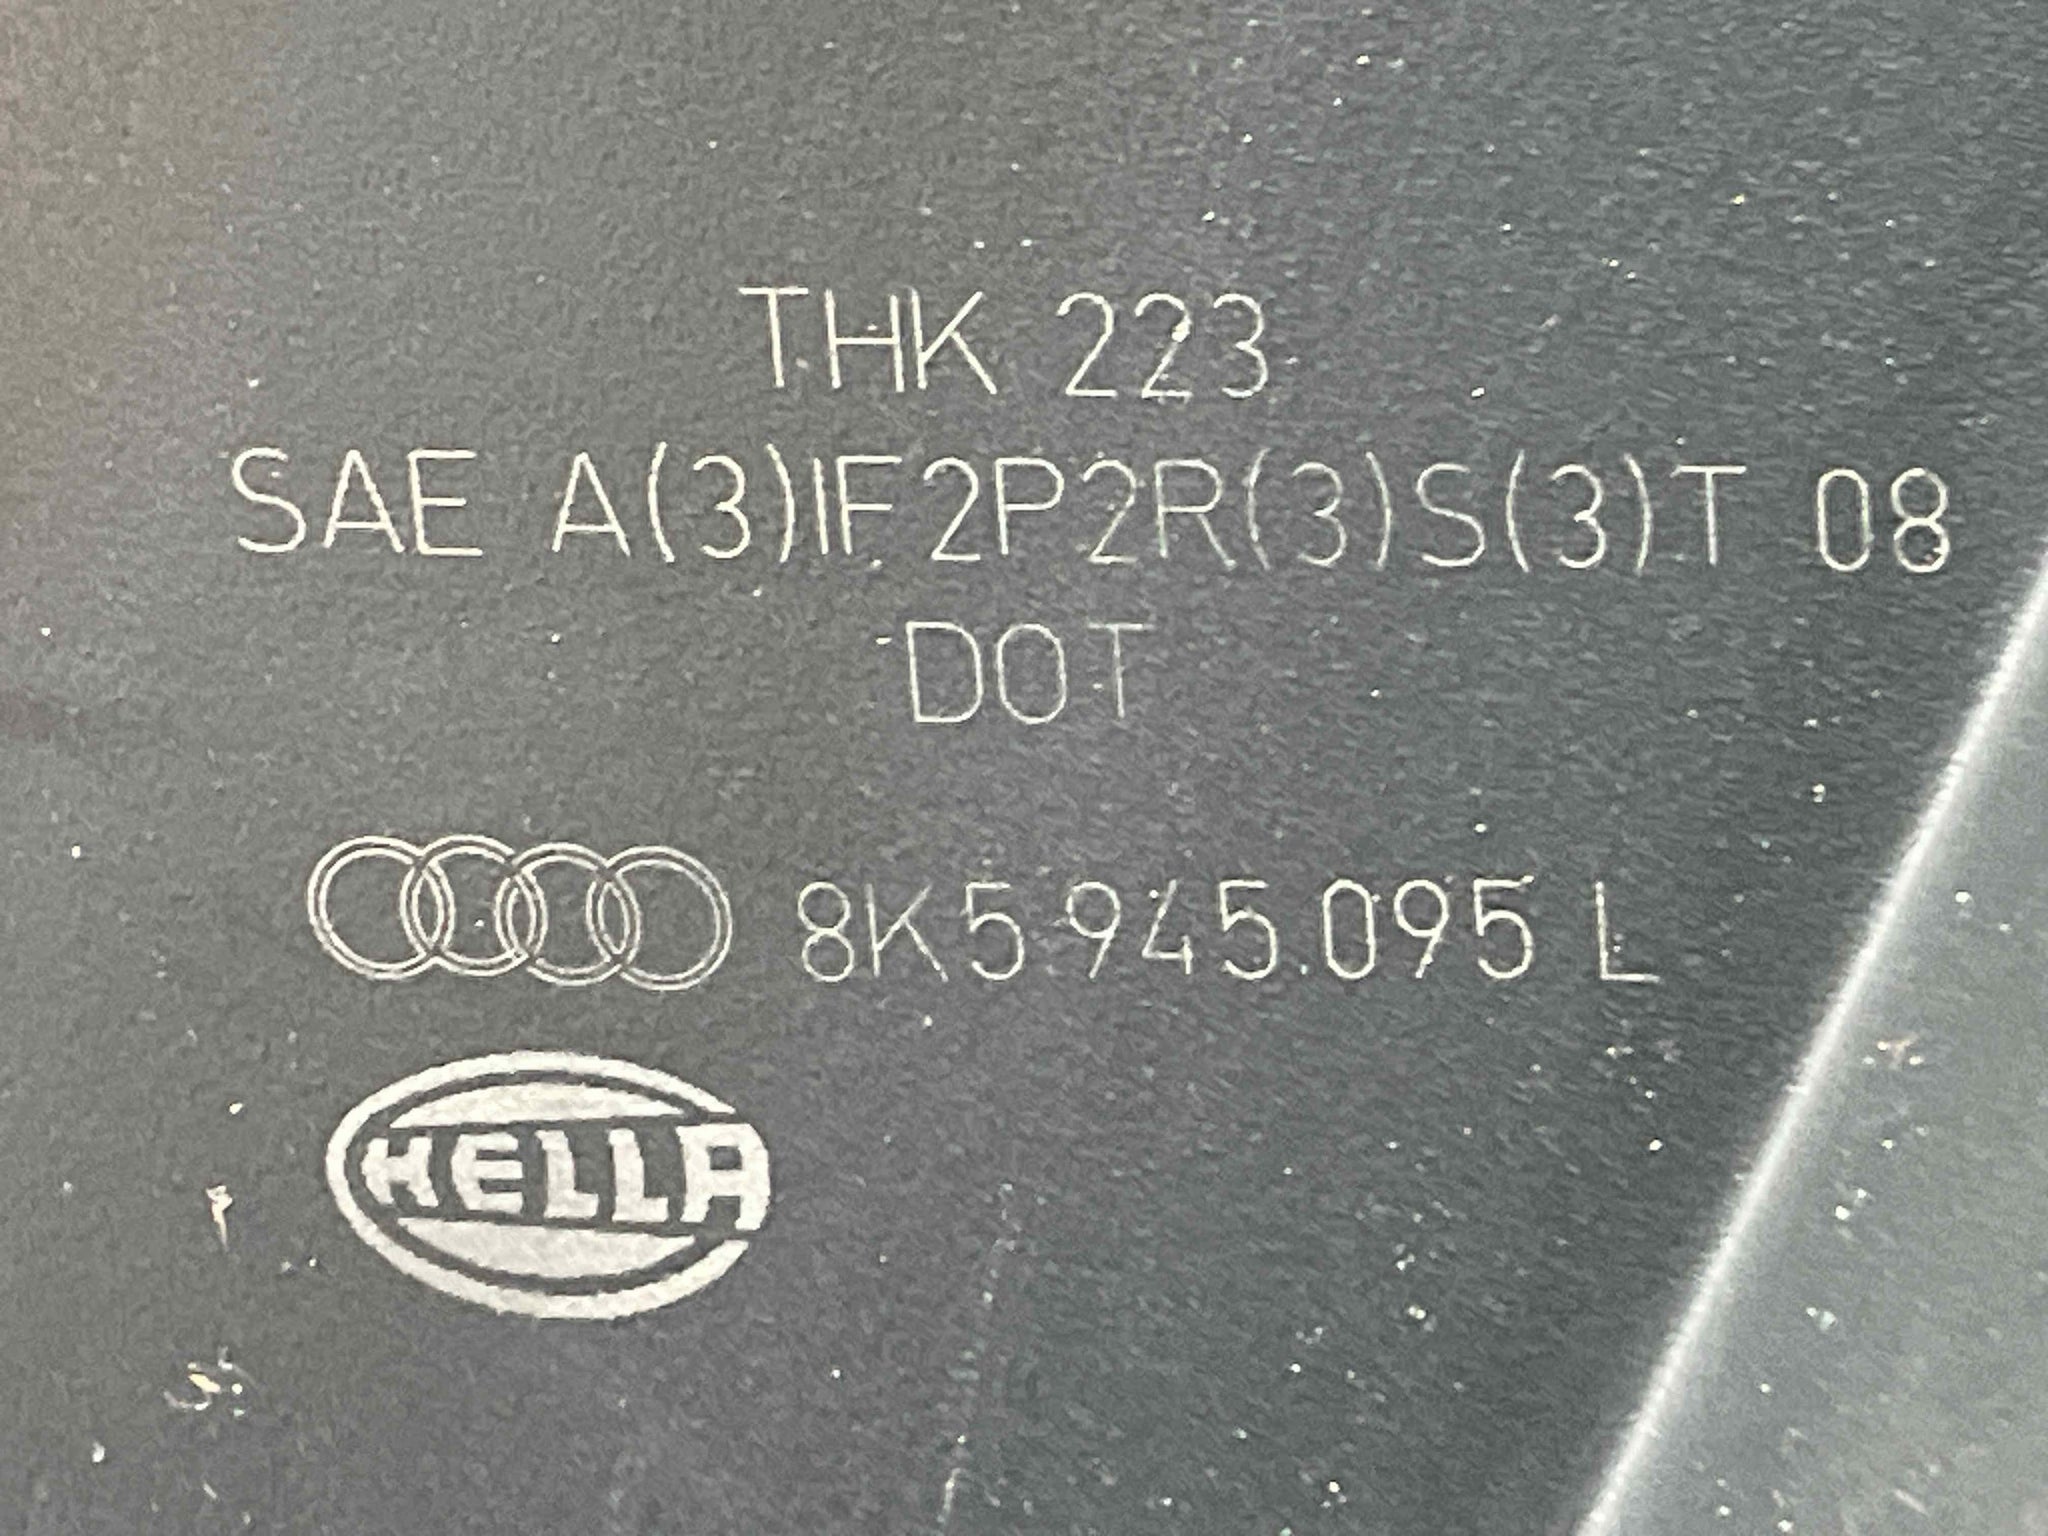 THK 223
SAE A(3)IF2P2R(3)S(3)T 08
DOT
8K5 945 095 L
HELLA